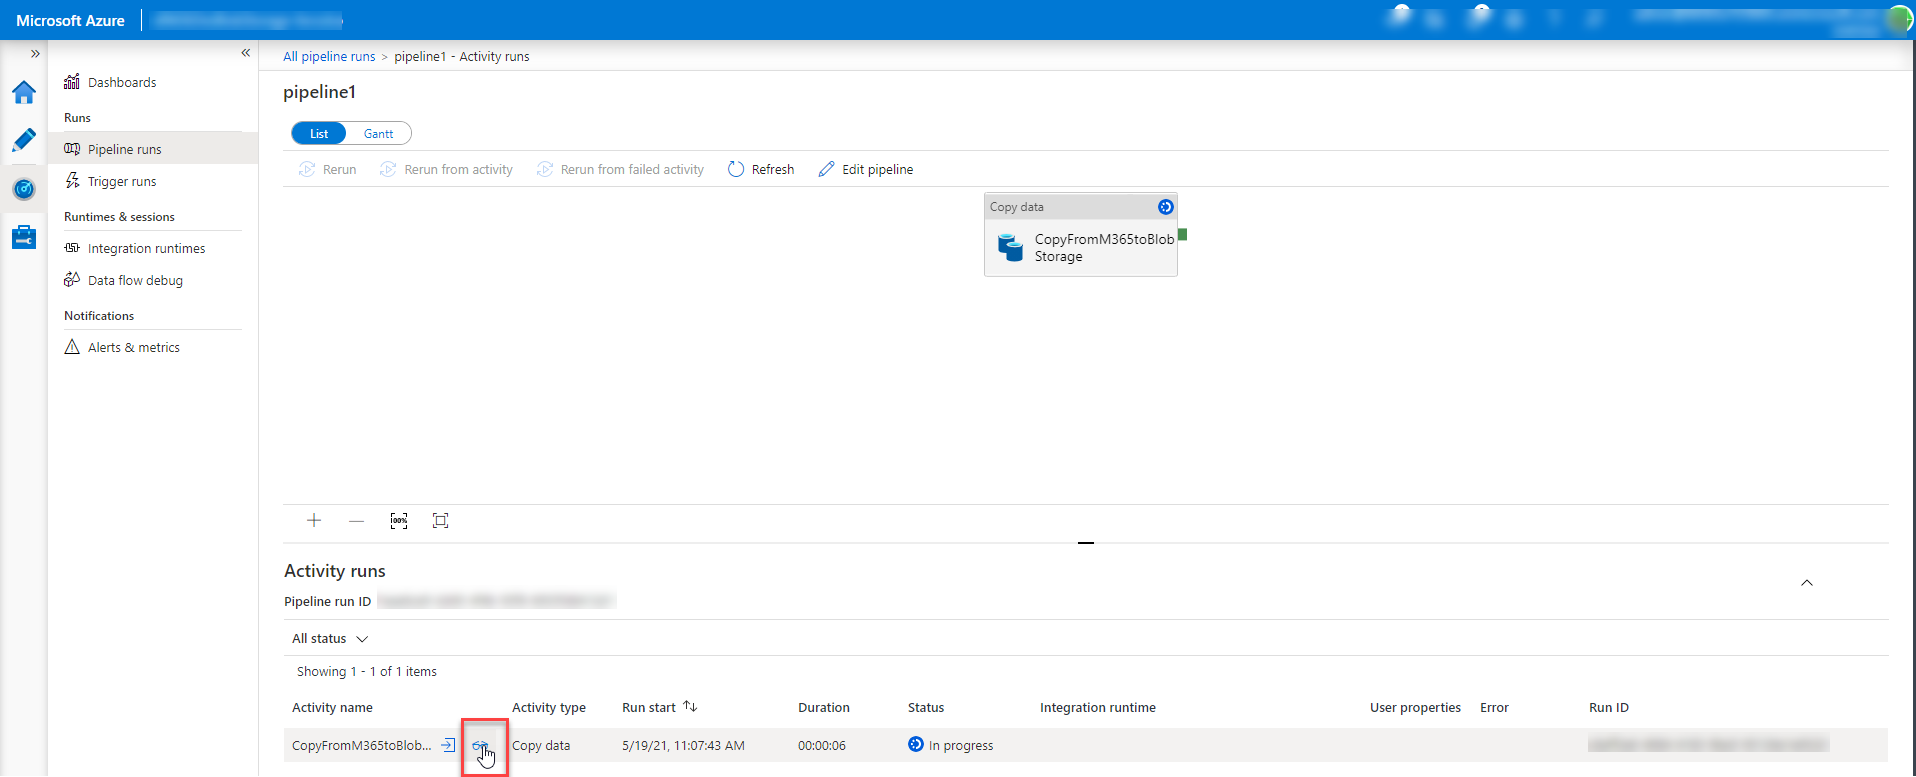 Microsoft Azure
All pipeline runs > pipeline1 - Activity runs
Dashboards
Runs
Pipeline runs
Trigger runs
Runtimes & sessions
Integration runtimes
Data flow debug
Notifications
Alerts & metrics
pipeline1
List Gantt
Rerun Rerun from activity Rerun from failed activity Refresh Edit pipeline
Copy data
CopyFromM365toBlob
Storage
100%
Activity runs
Pipeline run ID
All status
Showing 1 - 1 of 1 items
Activity name Activity type Run start Duration Status Integration runtime User properties Error Run ID
CopyFromM365toBlob... Copy data 5/19/21, 11:07:43 AM 00:00:06 In progress